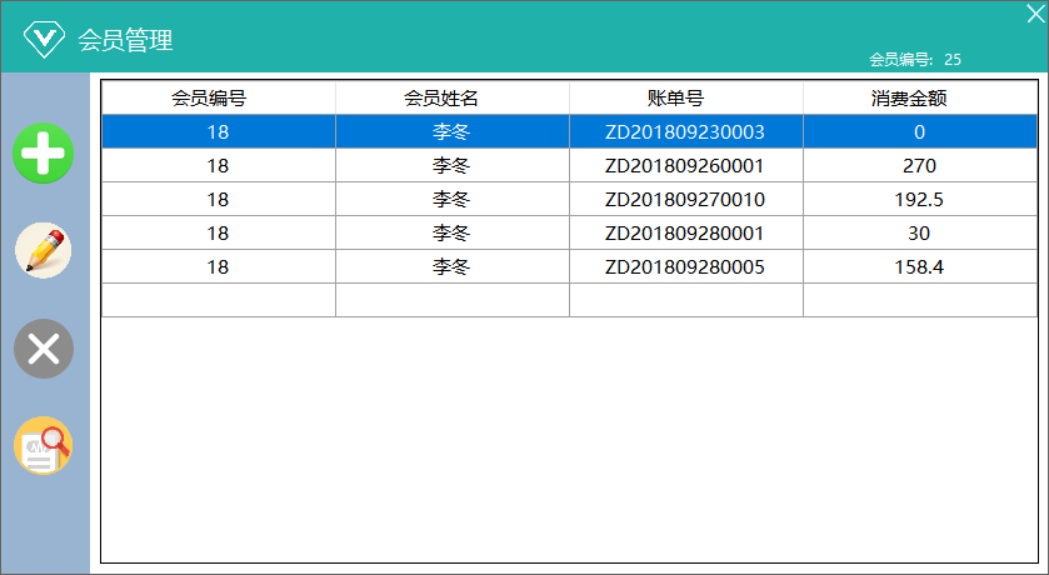 会员管理
会员编号: 25
会员编号 会员姓名 账单号 消费金额
18 李冬 ZD201809230003 0
18 李冬 ZD201809260001 270
18 李冬 ZD201809270010 192.5
18 李冬 ZD201809280001 30
18 李冬 ZD201809280005 158.4